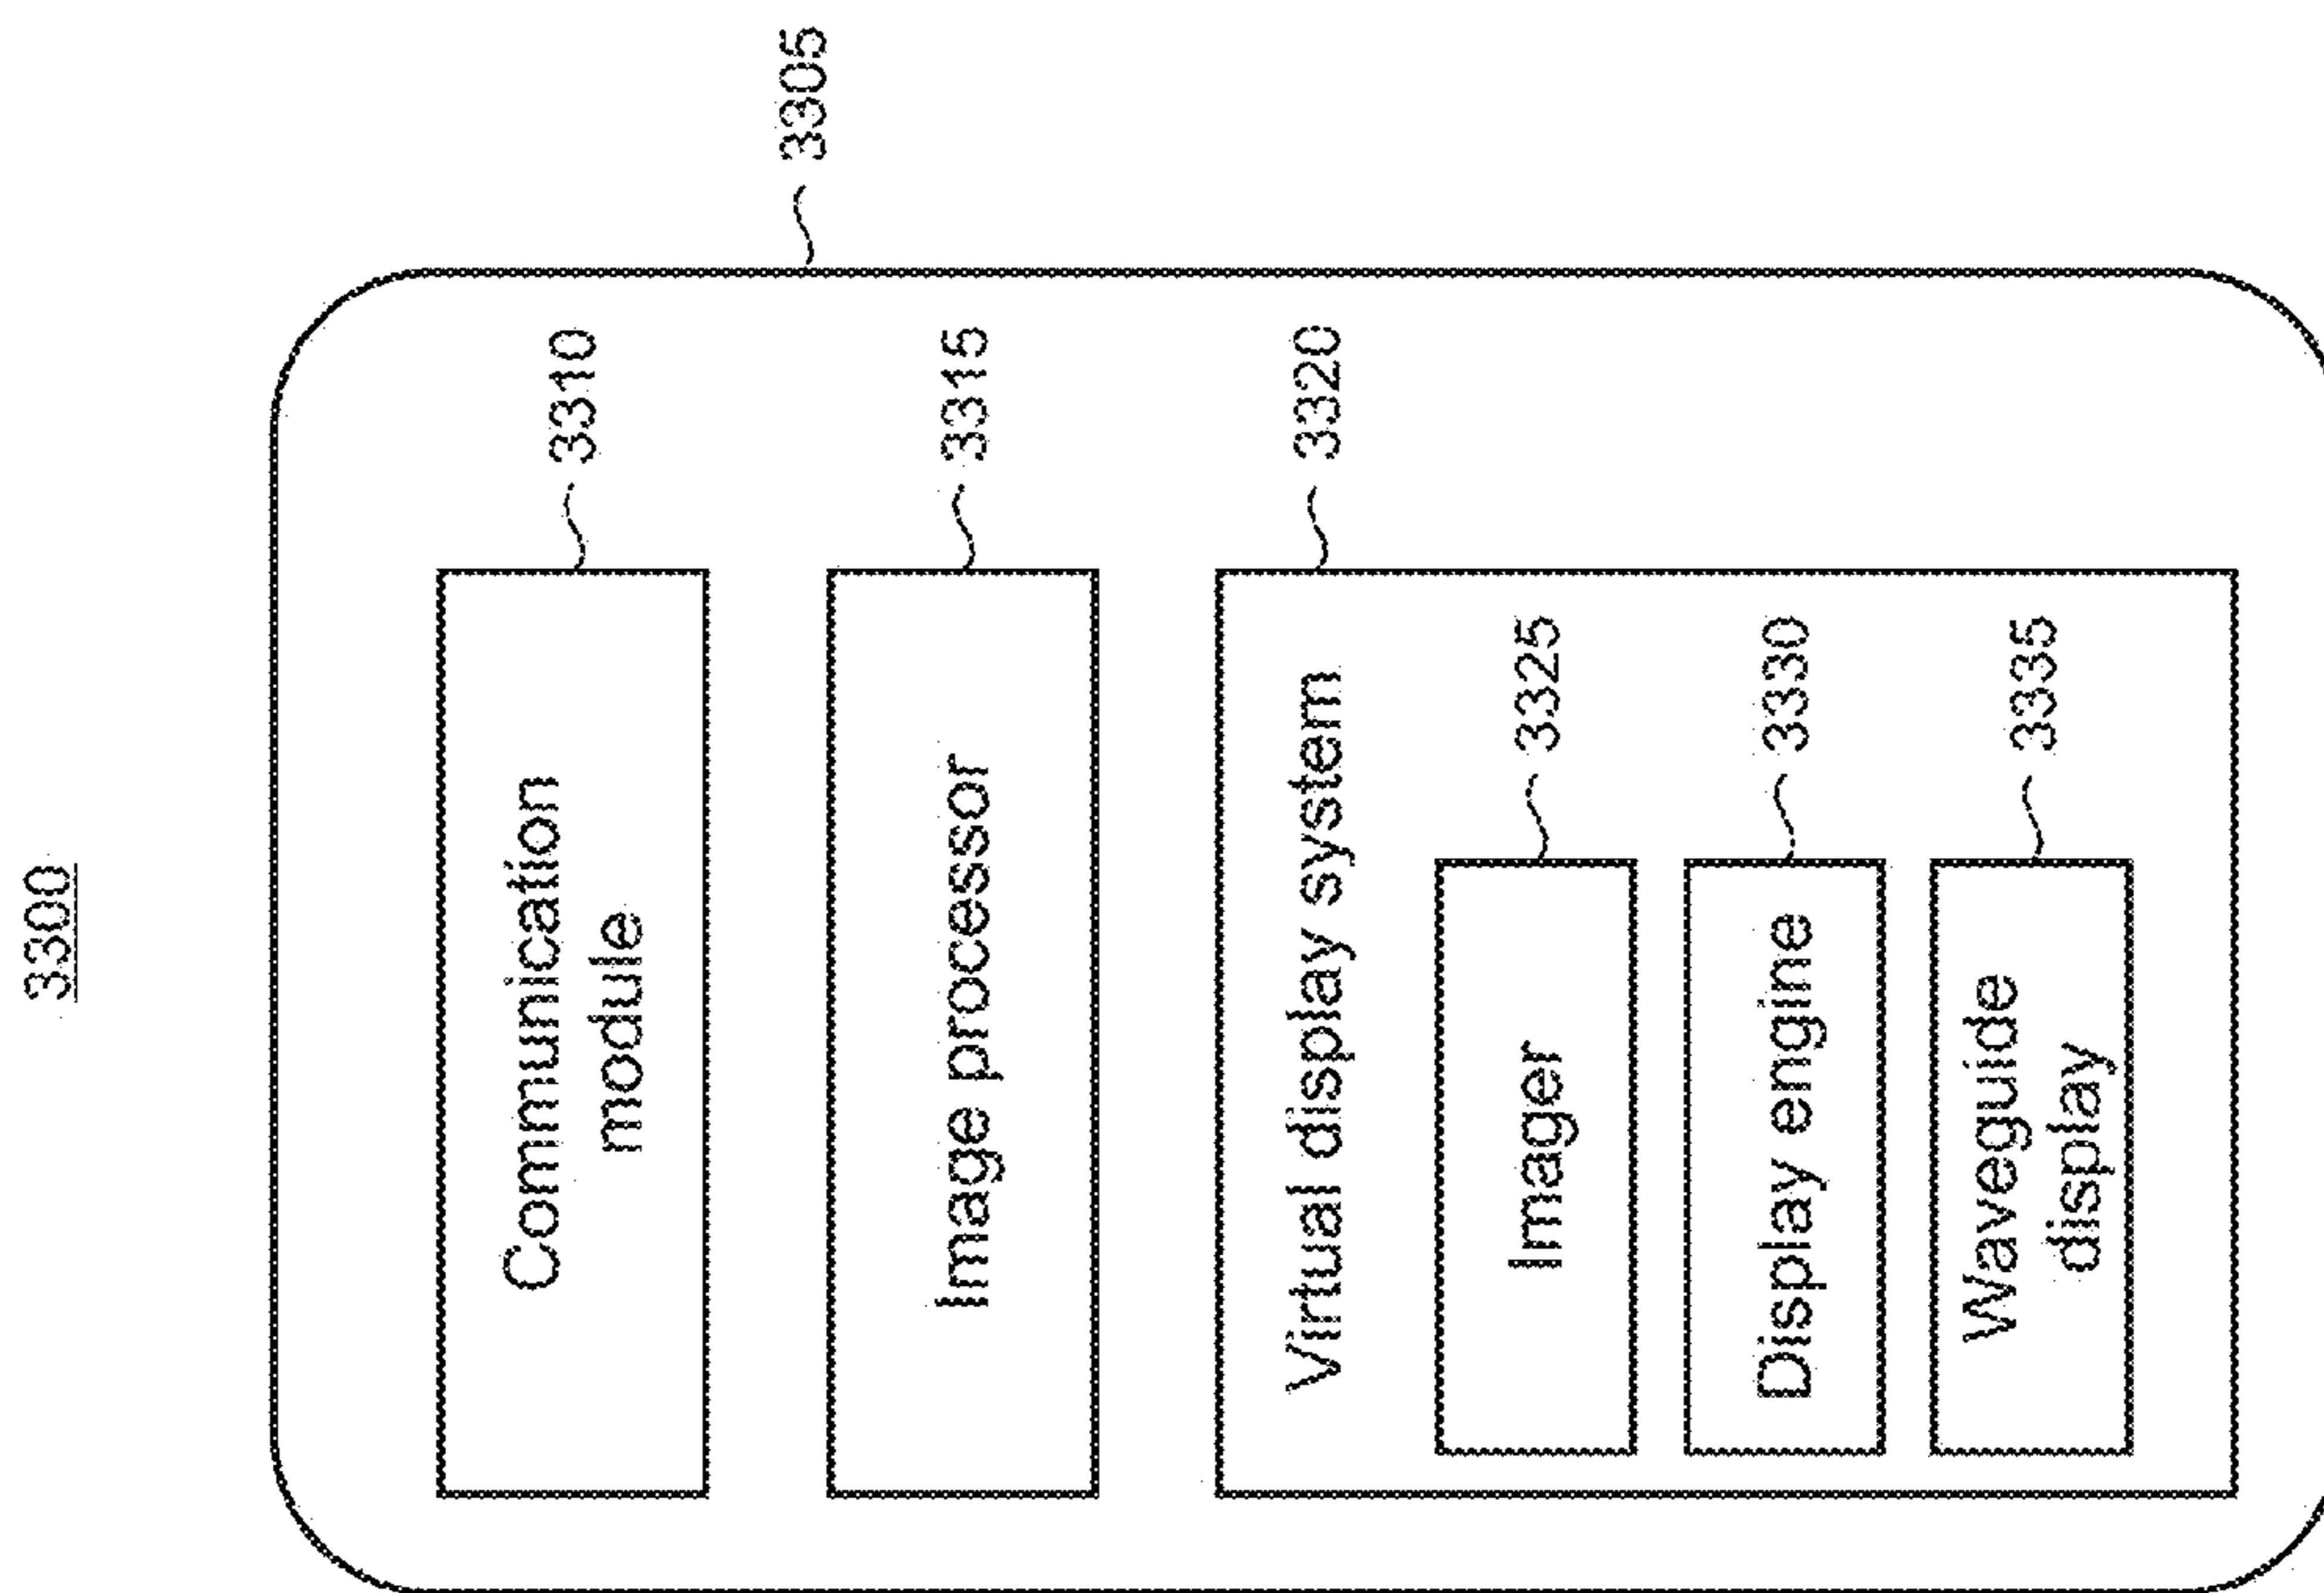 3300
3305
Communication
module
3310
Image processor
3315
Virtual display system
3320
Imager
3325
Display engine
3330
Waveguide
display
3335